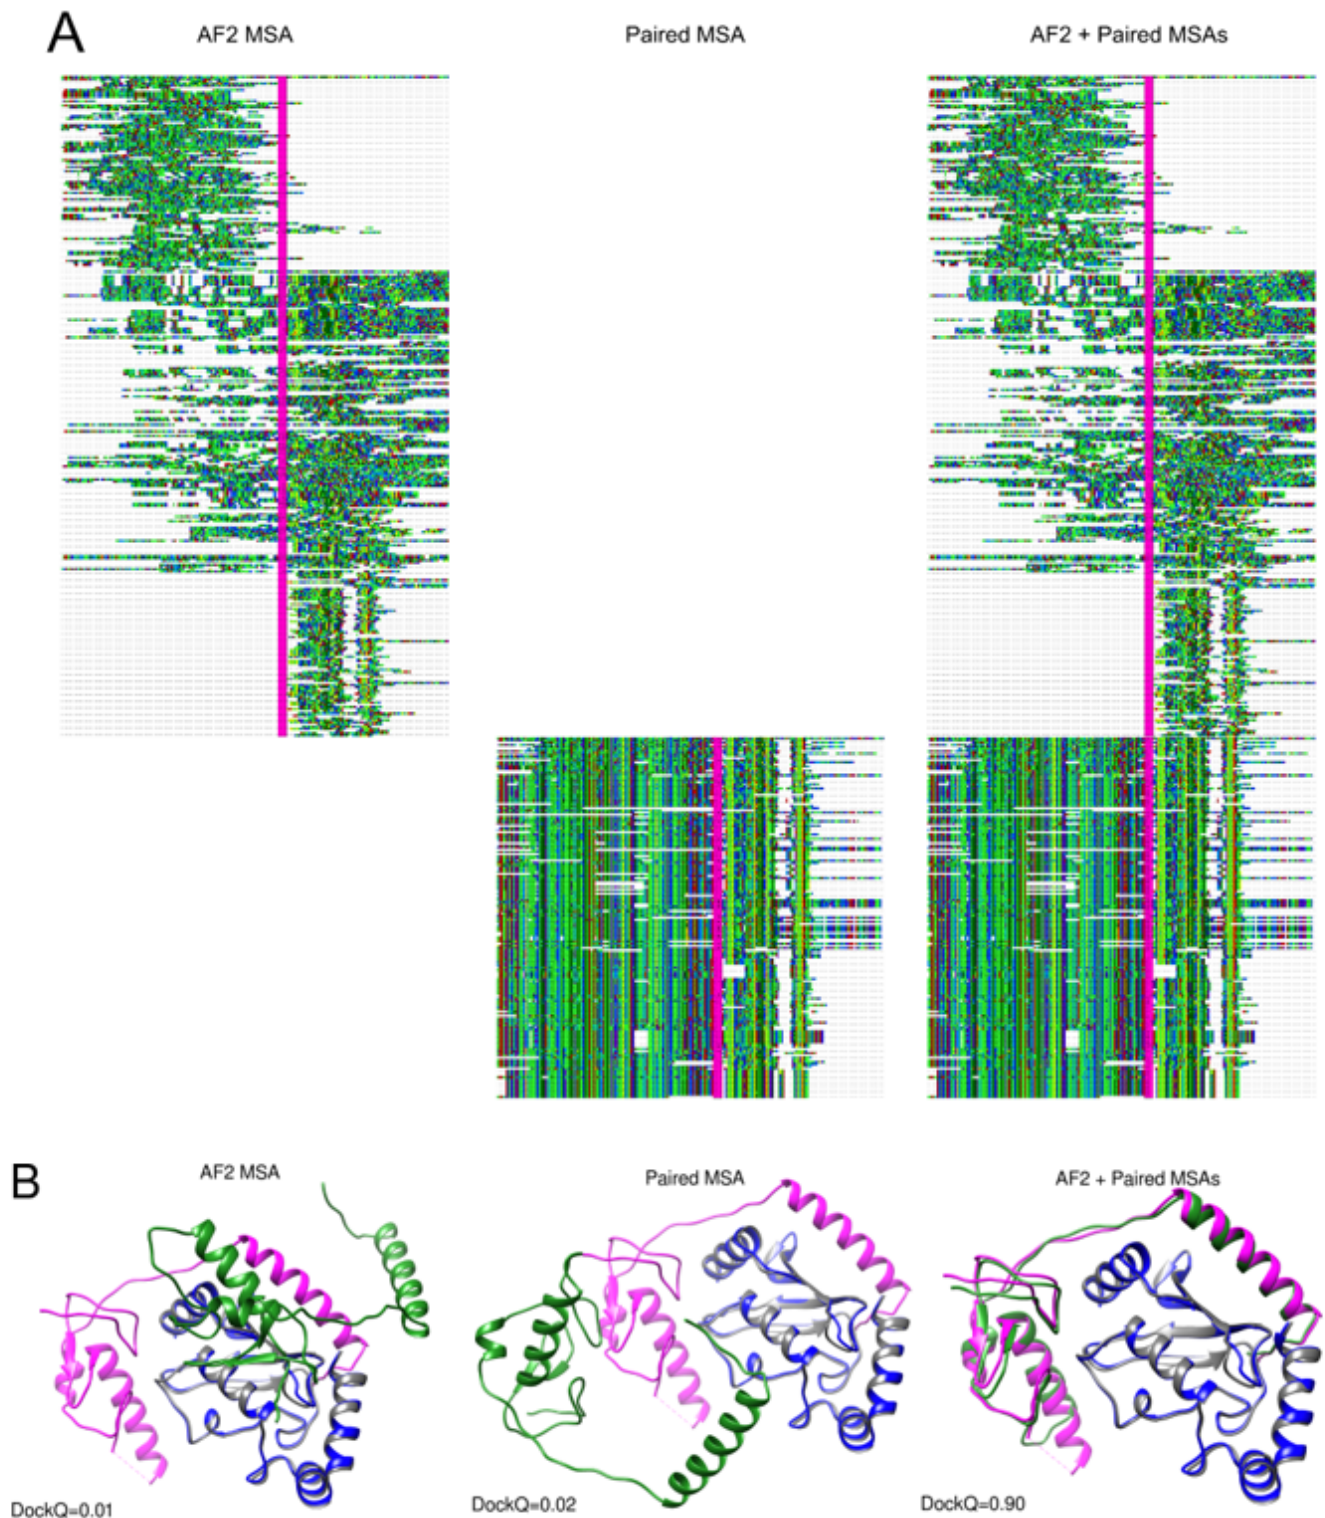 A
AF2 MSA
Paired MSA
AF2 + Paired MSAs
B
AF2 MSA
Paired MSA
AF2 + Paired MSAs
DockQ=0.01
DockQ=0.02
DockQ=0.90